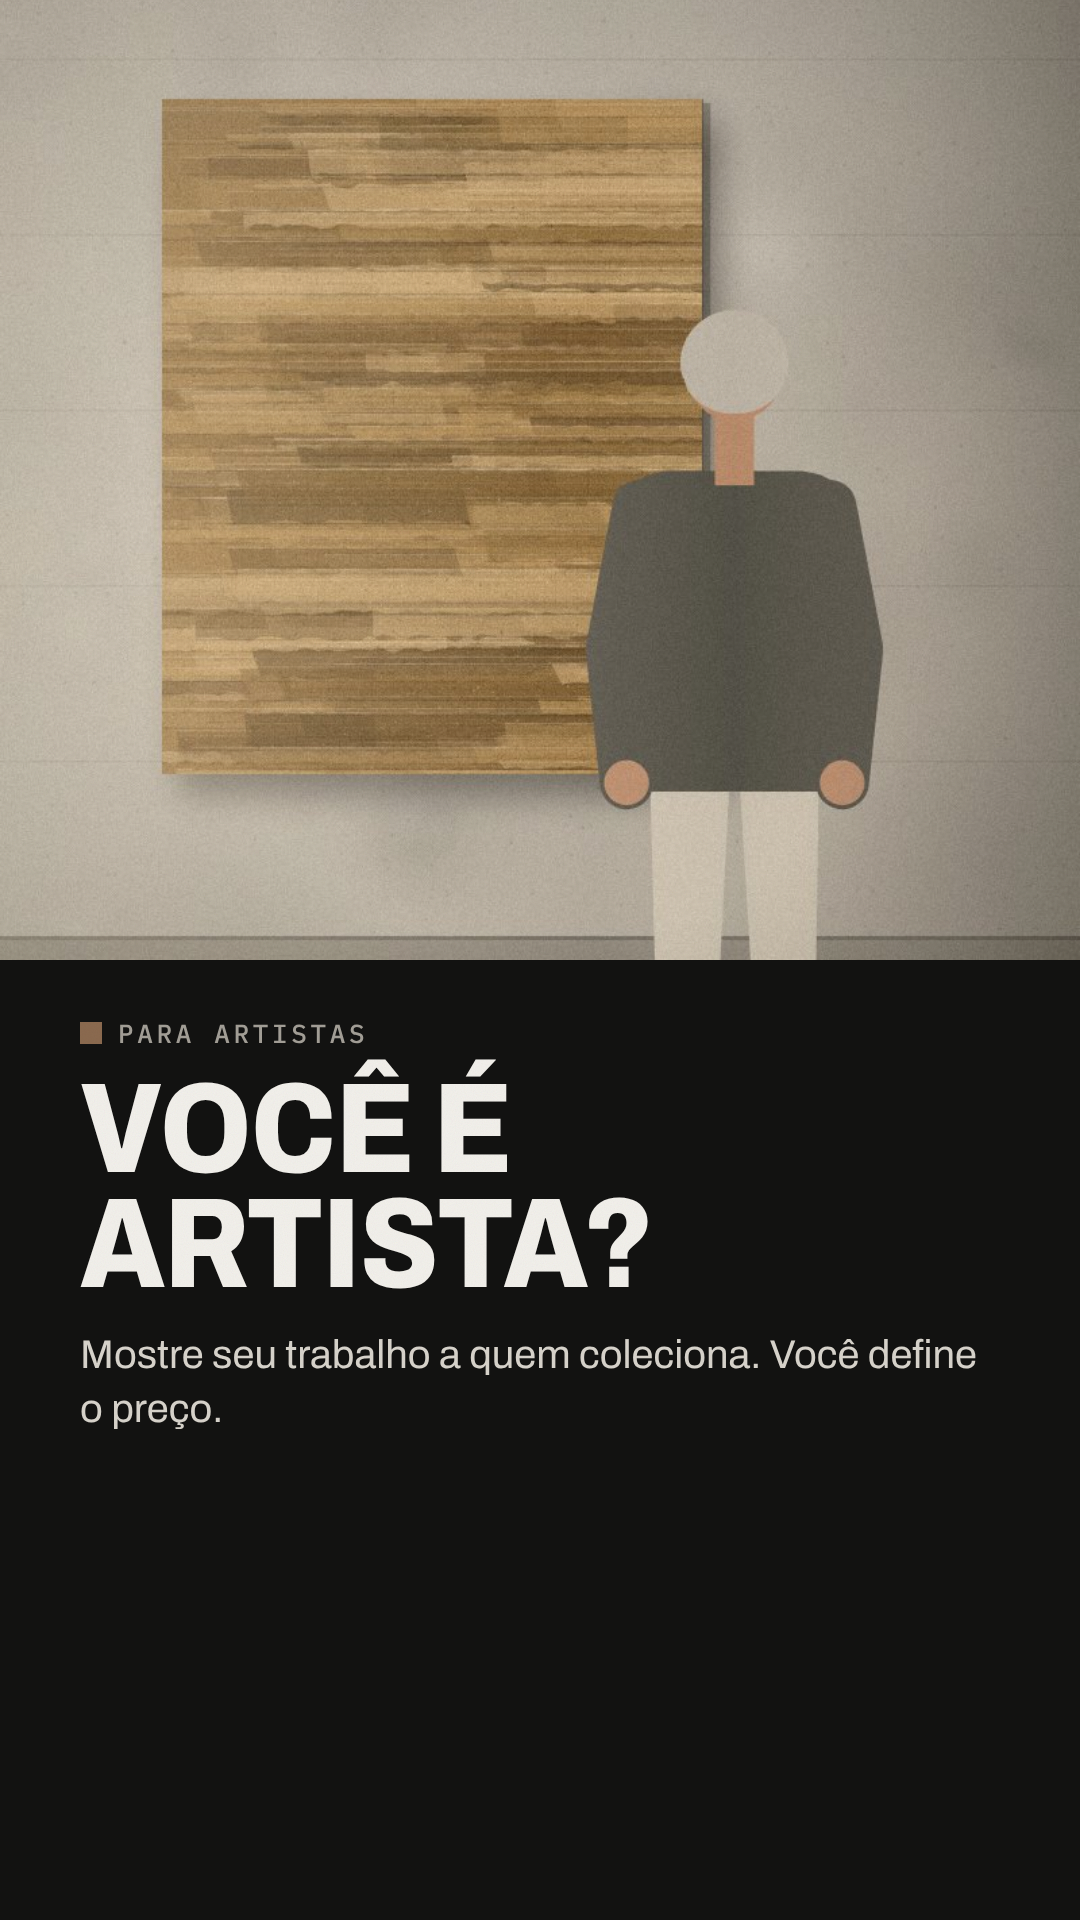 PARA ARTISTAS
VOCÊ É
ARTISTA?
Mostre seu trabalho a quem coleciona. Você define
o preço.